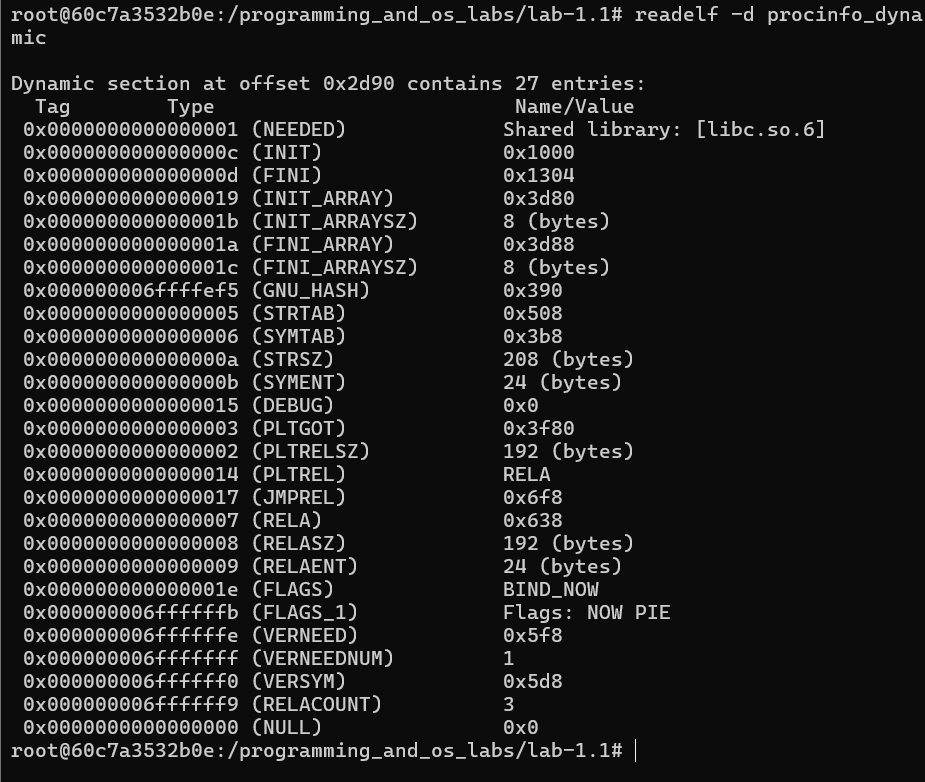 root@60c7a3532b0e:/programming_and_os_labs/lab-1.1# readelf -d procinfo_dyna
mic
Dynamic section at offset 0x2d90 contains 27 entries:
  Tag        Type                         Name/Value
 0x0000000000000001 (NEEDED)             Shared library: [libc.so.6]
 0x000000000000000c (INIT)               0x1000
 0x000000000000000d (FINI)               0x1304
 0x0000000000000019 (INIT_ARRAY)         0x3d80
 0x000000000000001b (INIT_ARRAYSZ)       8 (bytes)
 0x000000000000001a (FINI_ARRAY)         0x3d88
 0x000000000000001c (FINI_ARRAYSZ)       8 (bytes)
 0x000000006ffffef5 (GNU_HASH)           0x390
 0x0000000000000005 (STRTAB)             0x508
 0x0000000000000006 (SYMTAB)             0x3b8
 0x000000000000000a (STRSZ)              208 (bytes)
 0x000000000000000b (SYMENT)             24 (bytes)
 0x0000000000000015 (DEBUG)              0x0
 0x0000000000000003 (PLTGOT)             0x3f80
 0x0000000000000002 (PLTRELSZ)           192 (bytes)
 0x0000000000000014 (PLTREL)             RELA
 0x0000000000000017 (JMPREL)             0x6f8
 0x0000000000000007 (RELA)               0x638
 0x0000000000000008 (RELASZ)             192 (bytes)
 0x0000000000000009 (RELAENT)            24 (bytes)
 0x000000000000001e (FLAGS)              BIND_NOW
 0x000000006ffffffb (FLAGS_1)            Flags: NOW PIE
 0x000000006ffffffe (VERNEED)            0x5f8
 0x000000006fffffff (VERNEEDNUM)         1
 0x000000006ffffff0 (VERSYM)             0x5d8
 0x000000006ffffff9 (RELACOUNT)          3
 0x0000000000000000 (NULL)               0x0
root@60c7a3532b0e:/programming_and_os_labs/lab-1.1#